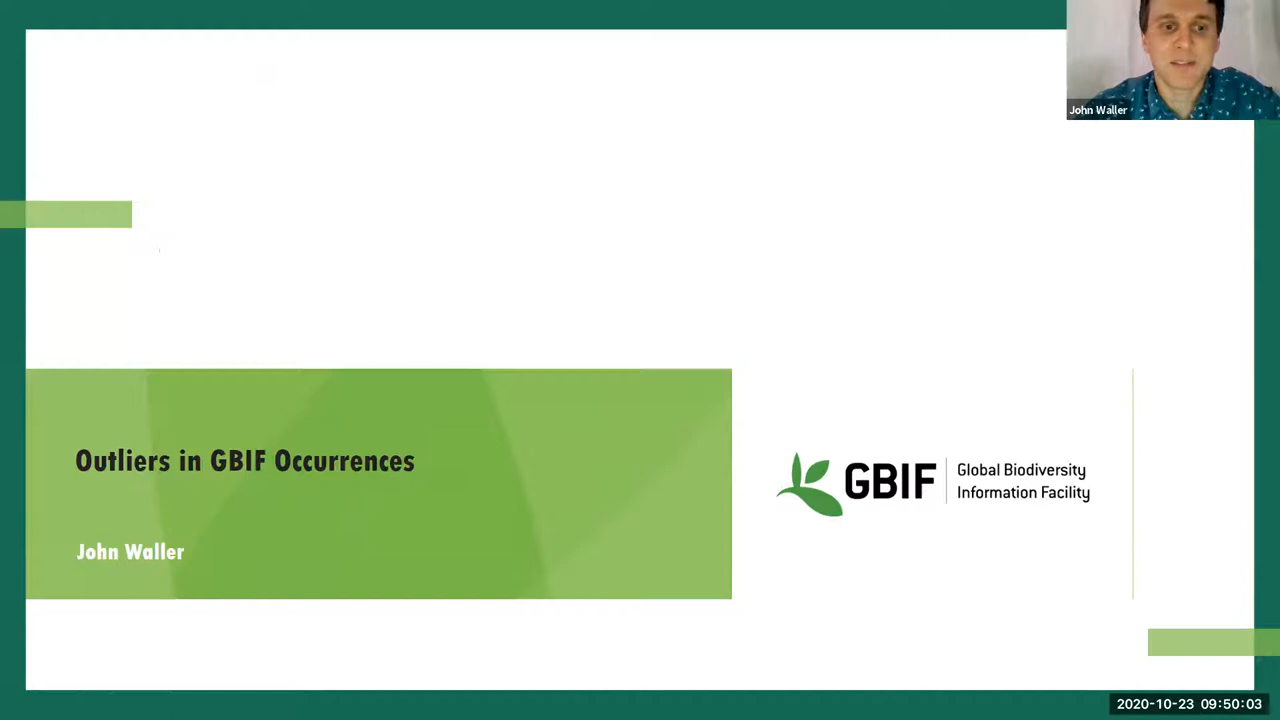 John Waller
Outliers in GBIF Occurrences
John Waller
GBIF
Global Biodiversity
Information Facility
2020-10-23 09:50:03